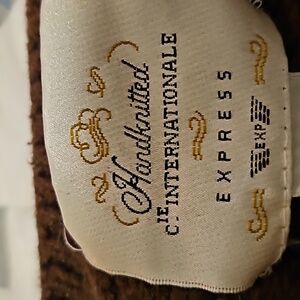 Handknitted
CIE INTERNATIONALE
EXPRESS
EXP